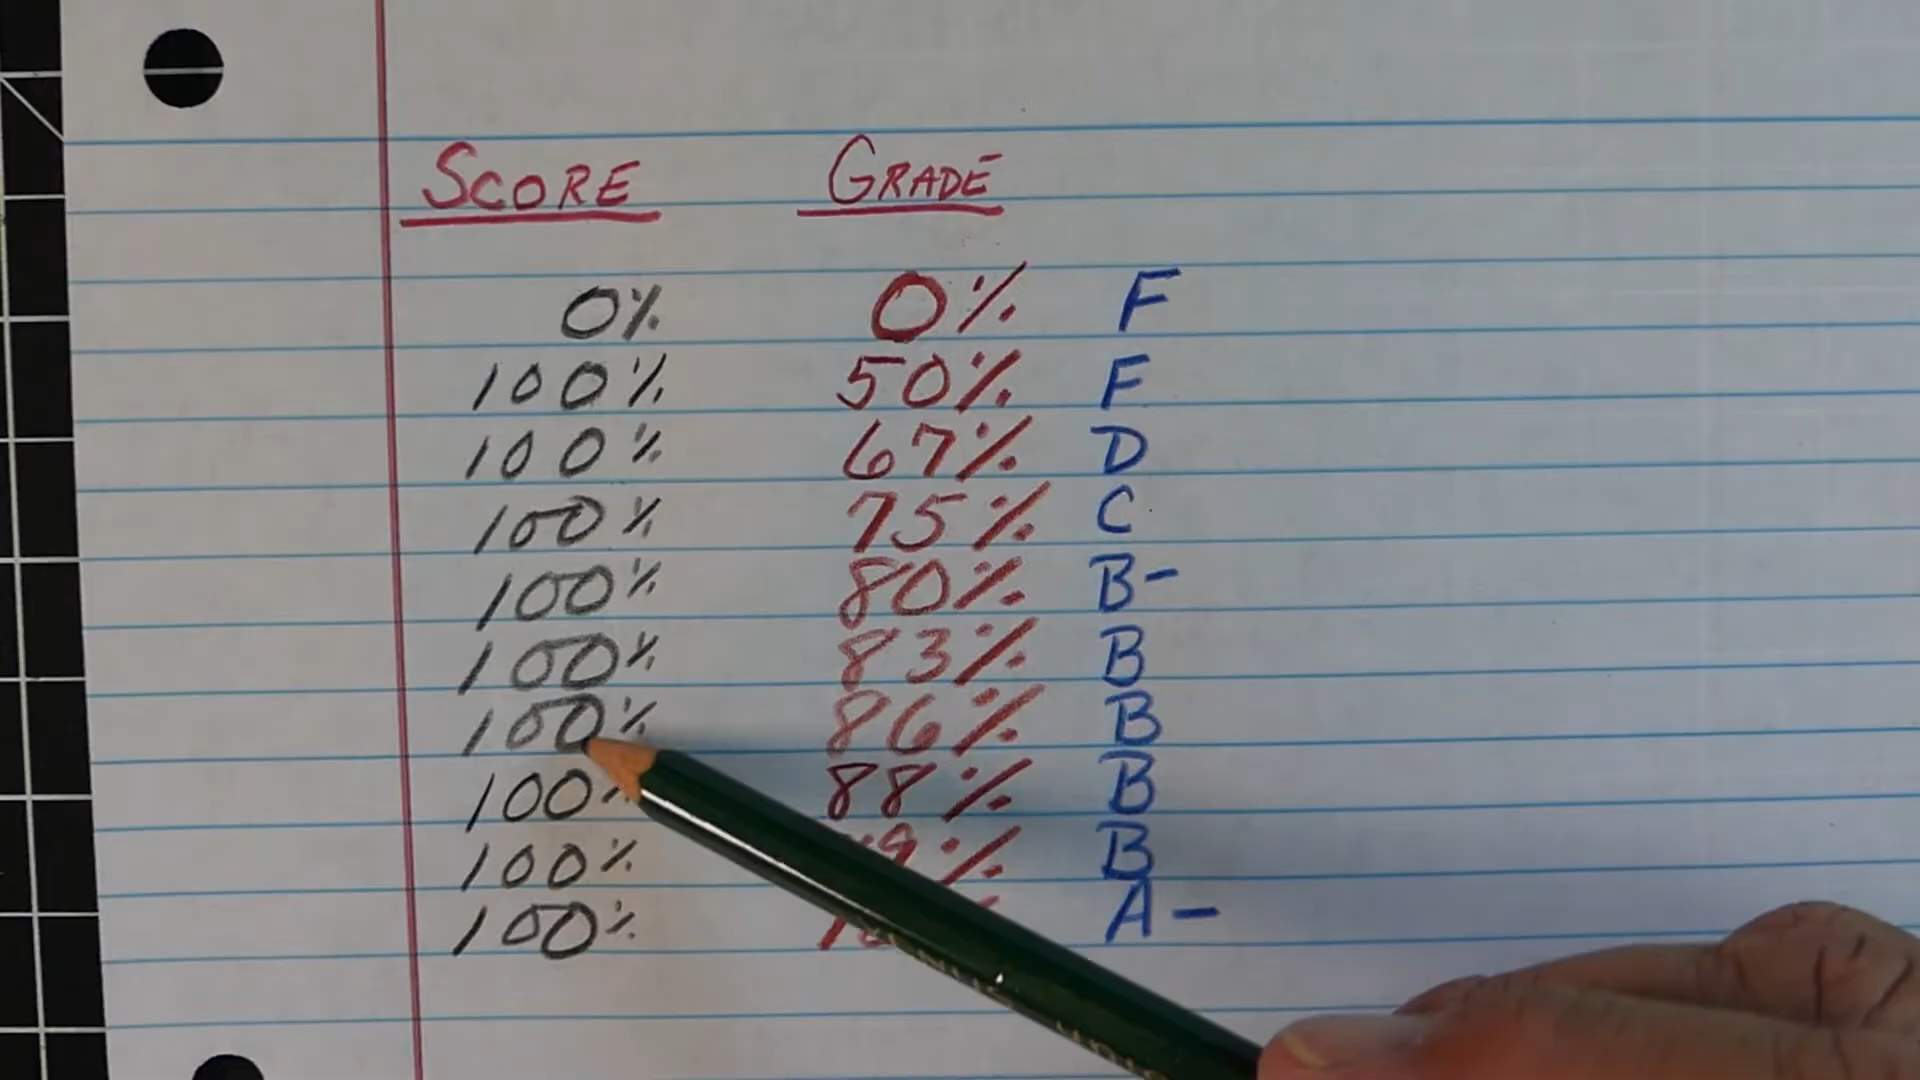 SCORE GRADE
0% 0% F
100% 50% F
100% 67% D
100% 75% C
100% 80% B-
100% 83% B
100% 86% B
100% 88% B
100% B
100% A-